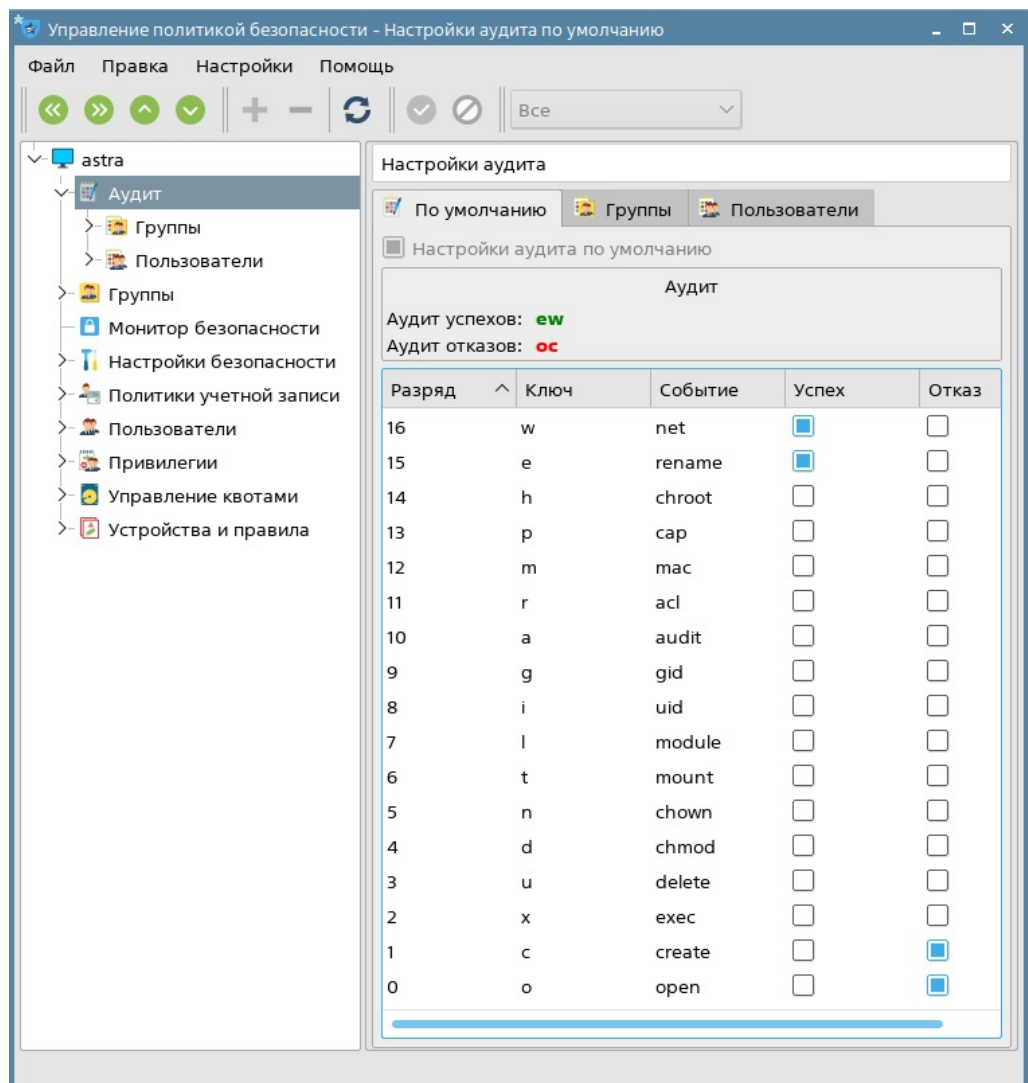 Управление политикой безопасности - Настройки аудита по умолчанию
Файл Правка Настройки Помощь
Все
astra
Аудит
Группы
Пользователи
Группы
Монитор безопасности
Настройки безопасности
Политики учетной записи
Пользователи
Привилегии
Управление квотами
Устройства и правила
Настройки аудита
По умолчанию Группы Пользователи
Настройки аудита по умолчанию
Аудит
Аудит успехов: ew
Аудит отказов: oc
Разряд Ключ Событие Успех Отказ
16 w net
15 e rename
14 h chroot
13 p cap
12 m mac
11 r acl
10 a audit
9 g gid
8 i uid
7 l module
6 t mount
5 n chown
4 d chmod
3 u delete
2 x exec
1 c create
0 o open